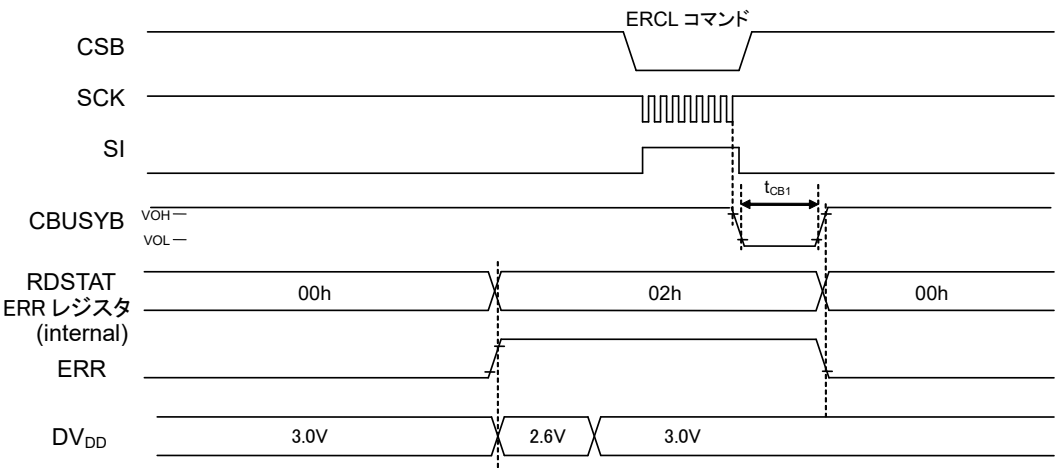 ERCL コマンド
CSB
SCK
SI
tCB1
CBUSYB
VOH
VOL
RDSTAT
ERR レジスタ
(internal)
00h 02h 00h
ERR
DVDD
3.0V 2.6V 3.0V